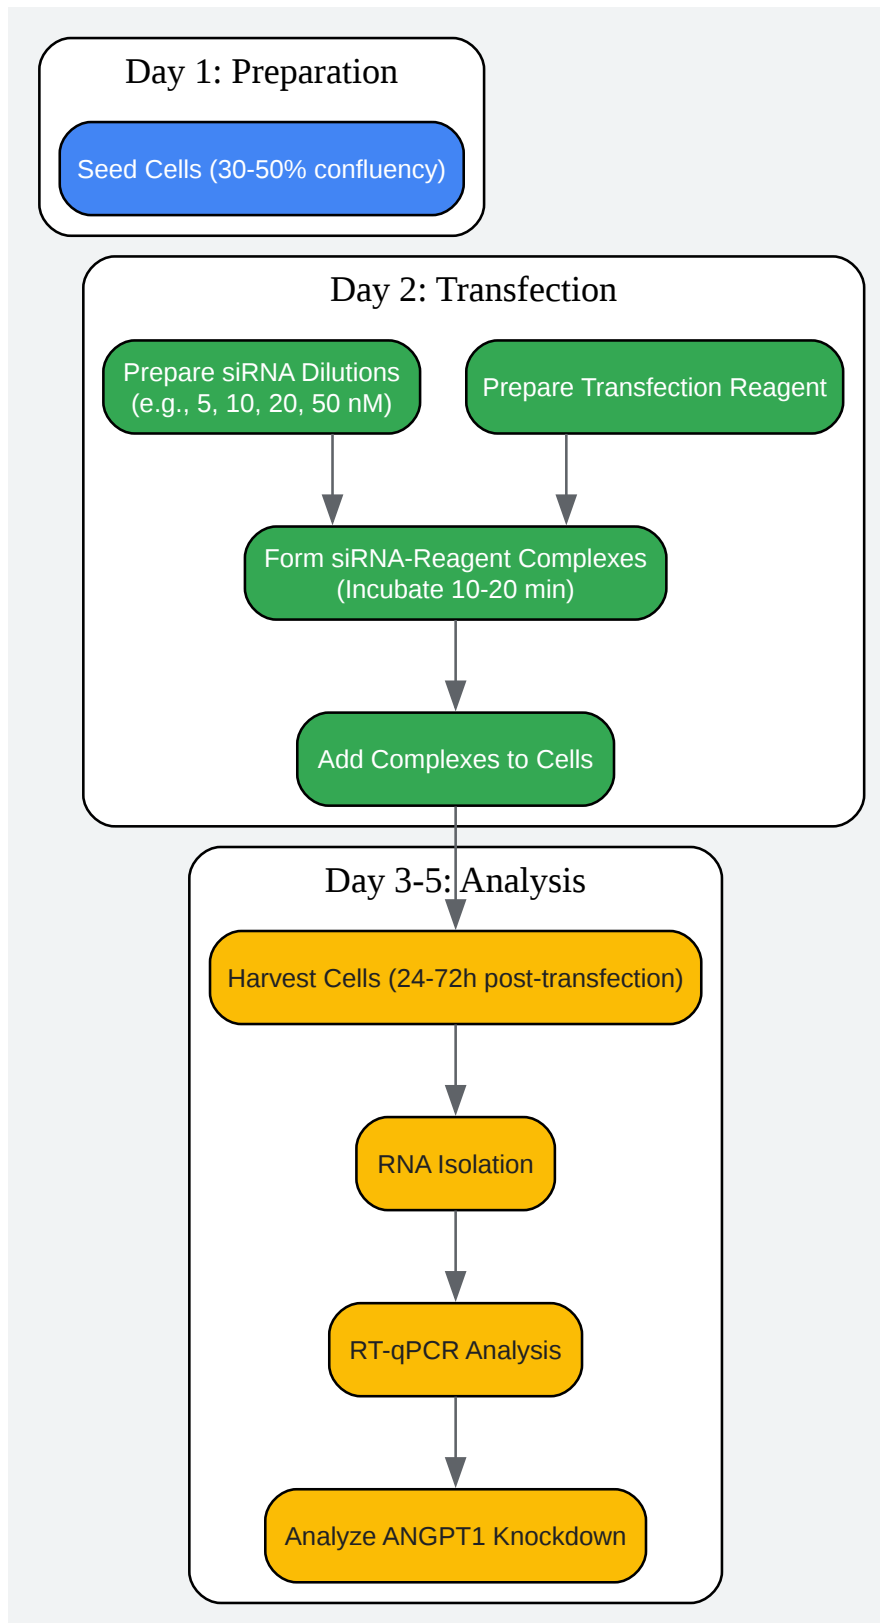 Day 1: Preparation
Seed Cells (30-50% confluency)
Day 2: Transfection
Prepare siRNA Dilutions
(e.g., 5, 10, 20, 50 nM)
Prepare Transfection Reagent
Form siRNA-Reagent Complexes
(Incubate 10-20 min)
Add Complexes to Cells
Day 3-5: Analysis
Harvest Cells (24-72h post-transfection)
RNA Isolation
RT-qPCR Analysis
Analyze ANGPT1 Knockdown